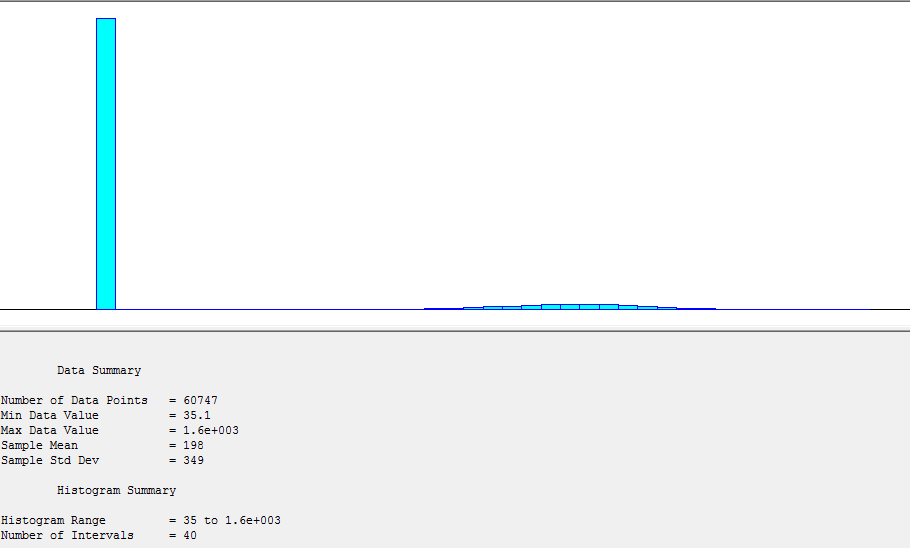 Data Summary
Number of Data Points = 60747
Min Data Value = 35.1
Max Data Value = 1.6e+003
Sample Mean = 198
Sample Std Dev = 349
Histogram Summary
Histogram Range = 35 to 1.6e+003
Number of Intervals = 40